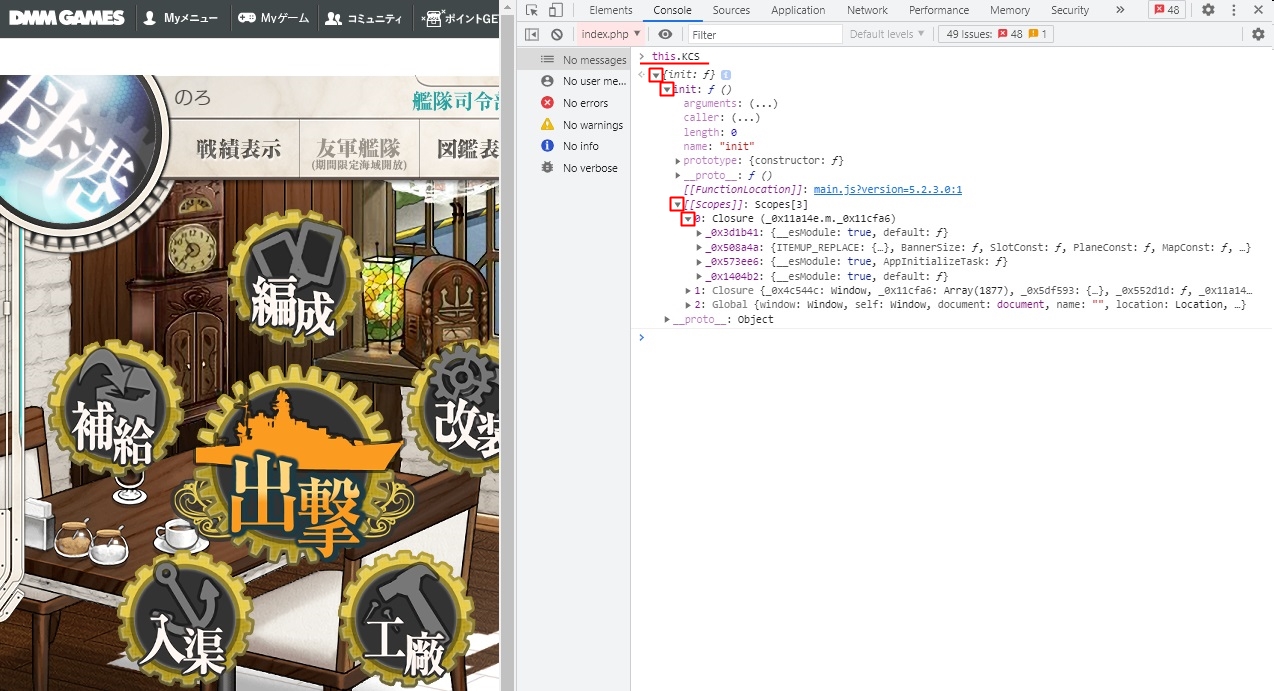 DMM GAMES
Myメニュー
Myゲーム
コミュニティ
ポイントGE
母港
のろ
艦隊司令部
戦績表示
友軍艦隊
(期間限定海域開放)
図鑑表
編成
補給
出撃
改装
入渠
工廠
Elements Console Sources Application Network Performance Memory Security » 48
index.php ▼ Filter Default levels ▼ 49 Issues: 48 1
No messages
No user me...
No errors
No warnings
No info
No verbose
> this.KCS
{init: ƒ} i
init: ƒ ()
arguments: (...)
caller: (...)
length: 0
name: "init"
prototype: {constructor: ƒ}
__proto__: ƒ ()
[[FunctionLocation]]: main.js?version=5.2.3.0:1
[[Scopes]]: Scopes[3]
0: Closure (_0x11a14e.m._0x11cfa6)
_0x3d1b41: {__esModule: true, default: ƒ}
_0x508a4a: {ITEMUP_REPLACE: {…}, BannerSize: ƒ, SlotConst: ƒ, PlaneConst: ƒ, MapConst: ƒ, …}
_0x573ee6: {__esModule: true, AppInitializeTask: ƒ}
_0x1404b2: {__esModule: true, default: ƒ}
1: Closure {_0x4c544c: Window, _0x11cfa6: Array(1877), _0x5df593: {…}, _0x552d1d: ƒ, _0x11a14…
2: Global {window: Window, self: Window, document: document, name: "", location: Location, …}
__proto__: Object
>